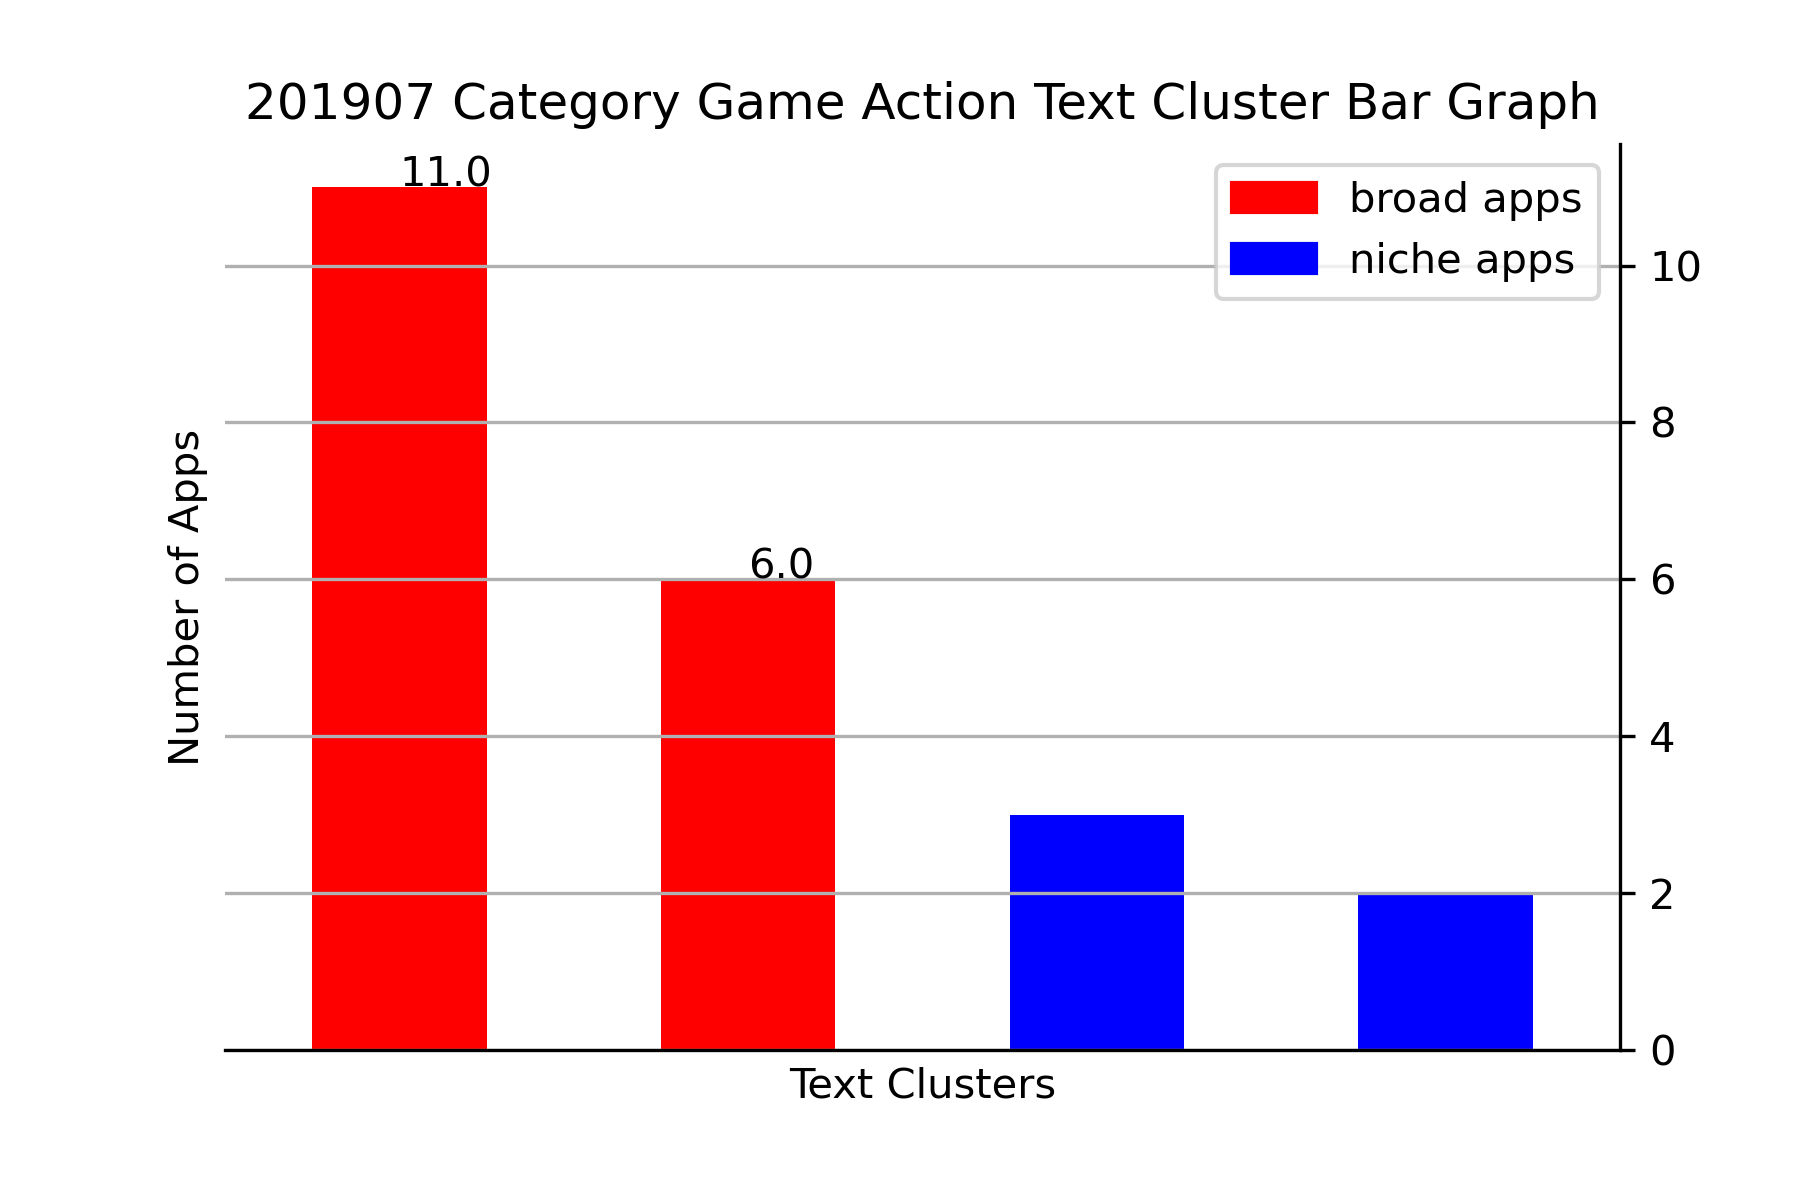 201907 Category Game Action Text Cluster Bar Graph
11.0
broad apps
niche apps
10
8
6.0
6
4
2
0
Number of Apps
Text Clusters